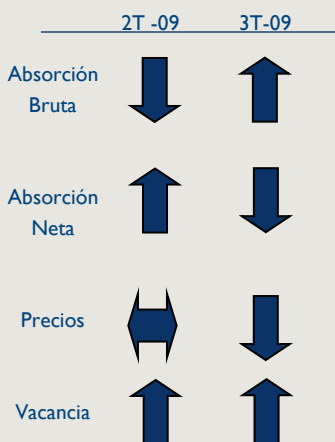 2T -09 3T-09
Absorción
Bruta
Absorción
Neta
Precios
Vacancia